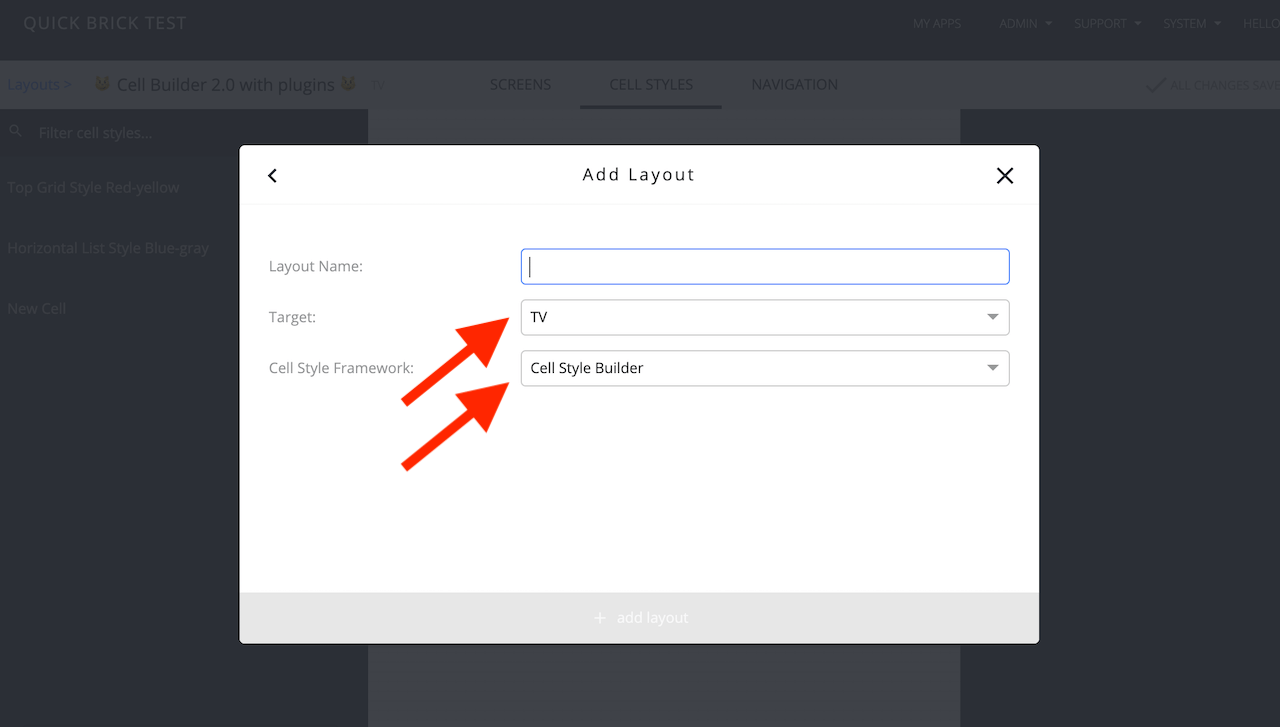 QUICK BRICK TEST
MY APPS ADMIN SUPPORT SYSTEM HELLO
Layouts > Cell Builder 2.0 with plugins TV SCREENS CELL STYLES NAVIGATION ALL CHANGES SAVE
Filter cell styles...
Top Grid Style Red-yellow
Horizontal List Style Blue-gray
New Cell
Add Layout
Layout Name:
Target: TV
Cell Style Framework: Cell Style Builder
+ add layout